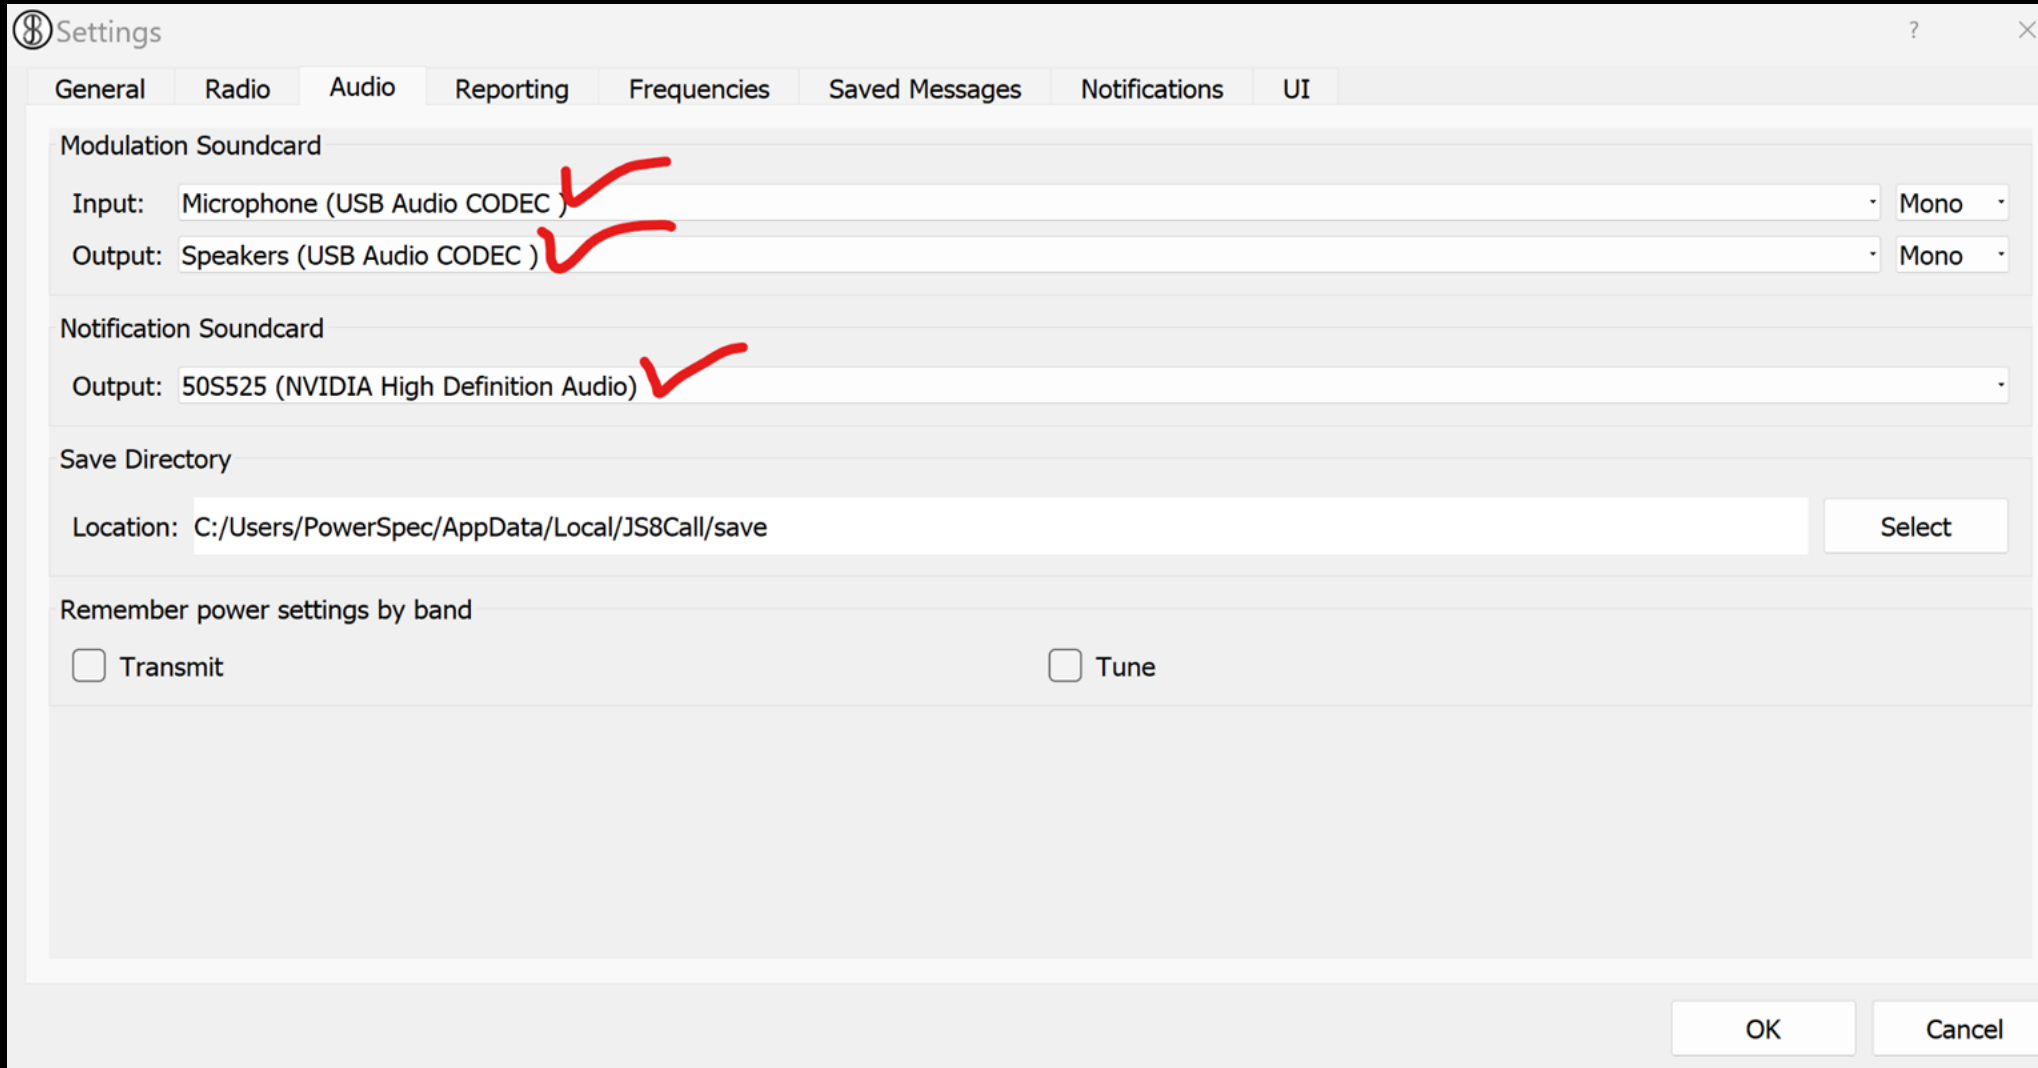 Settings
General Radio Audio Reporting Frequencies Saved Messages Notifications UI
Modulation Soundcard
Input: Microphone (USB Audio CODEC ) Mono
Output: Speakers (USB Audio CODEC ) Mono
Notification Soundcard
Output: 50S525 (NVIDIA High Definition Audio)
Save Directory
Location: C:/Users/PowerSpec/AppData/Local/JS8Call/save Select
Remember power settings by band
Transmit Tune
OK Cancel